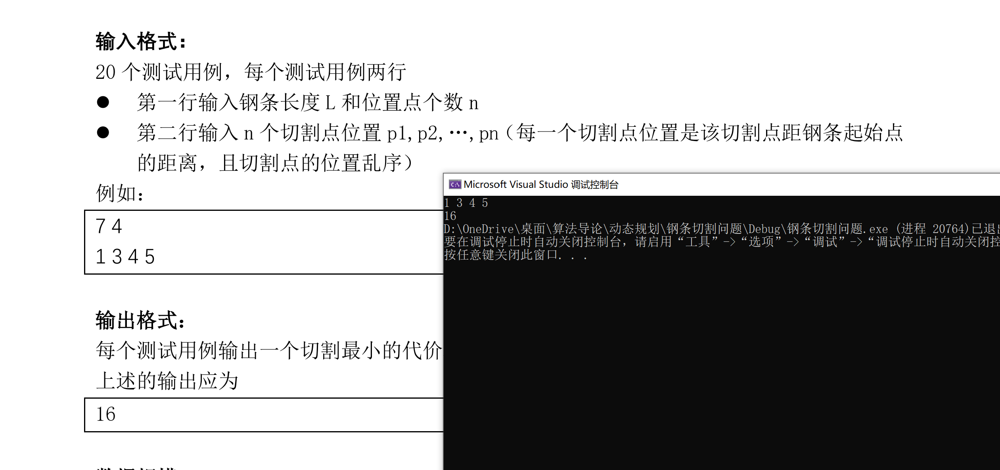 输入格式：
20 个测试用例，每个测试用例两行
● 第一行输入钢条长度 L 和位置点个数 n
● 第二行输入 n 个切割点位置 p1,p2,…,pn（每一个切割点位置是该切割点距钢条起始点
的距离，且切割点的位置乱序）
例如：
7 4
1 3 4 5
输出格式：
每个测试用例输出一个切割最小的代价
上述的输出应为
16
Microsoft Visual Studio 调试控制台
1 3 4 5
16
D:\OneDrive\桌面\算法导论\动态规划\钢条切割问题\Debug\钢条切割问题.exe (进程 20764)已退
要在调试停止时自动关闭控制台，请启用“工具”->“选项”->“调试”->“调试停止时自动关闭
按任意键关闭此窗口. . .